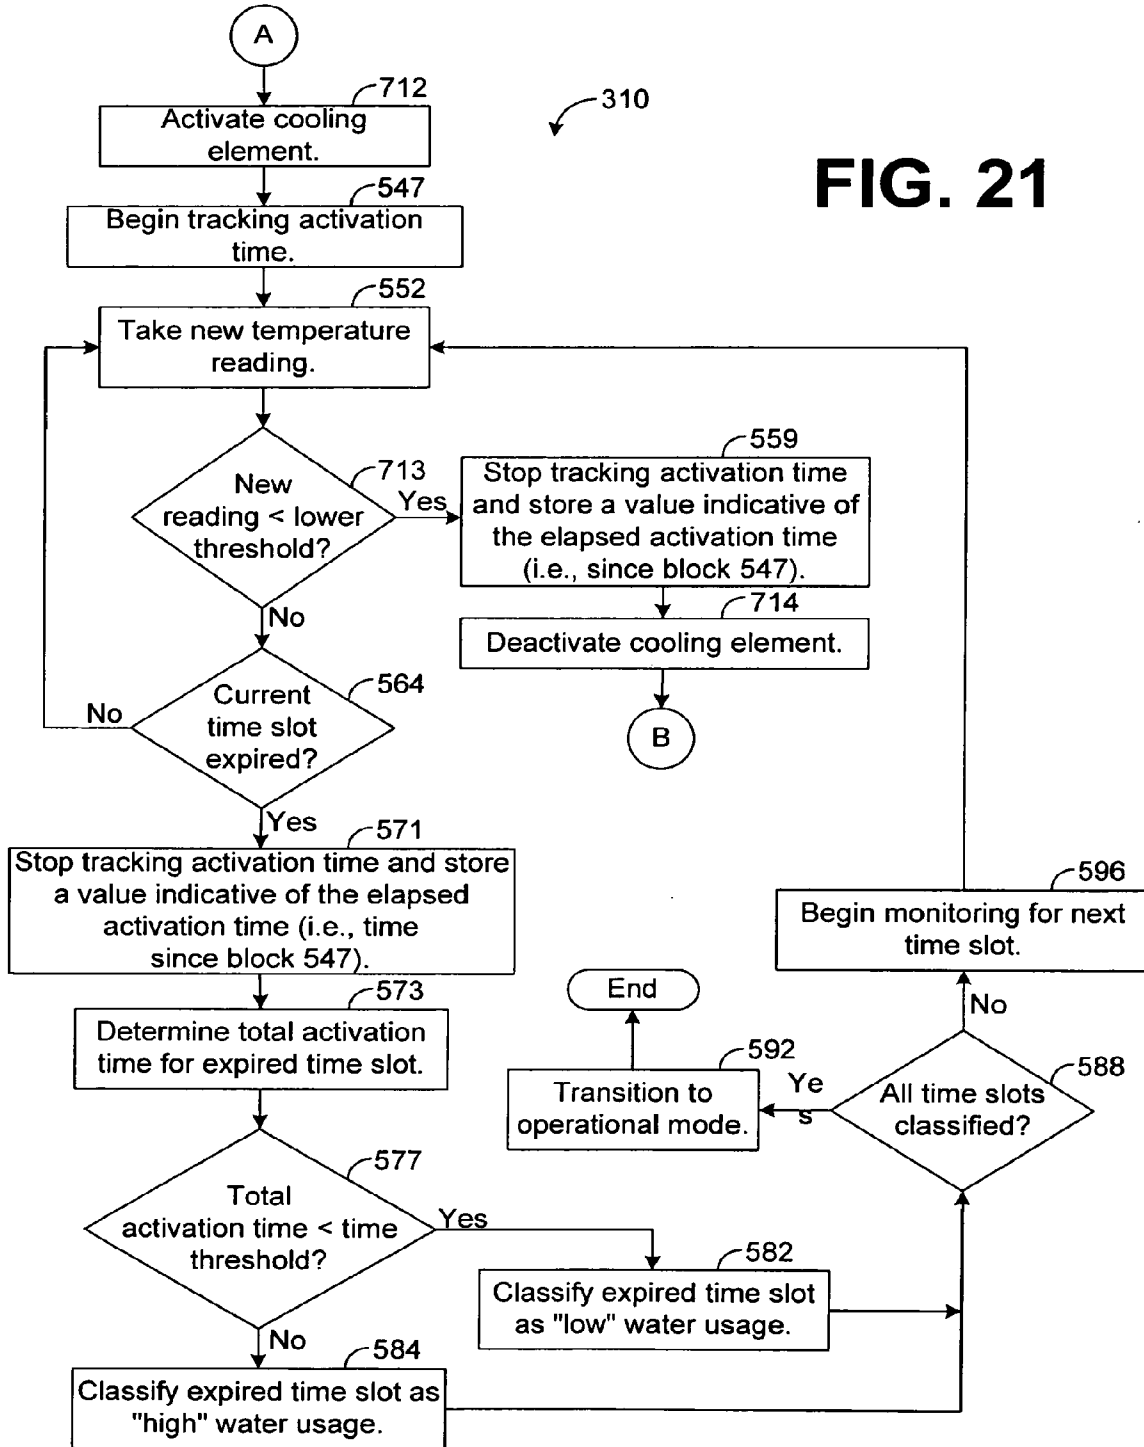 A
712
310
Activate cooling
element.
FIG. 21
547
Begin tracking activation
time.
552
Take new temperature
reading.
713
New
reading < lower
threshold?
Yes
559
Stop tracking activation time
and store a value indicative of
the elapsed activation time
(i.e., since block 547).
714
Deactivate cooling element.
B
No
564
Current
time slot
expired?
No
Yes
571
Stop tracking activation time and store
a value indicative of the elapsed
activation time (i.e., time
since block 547).
573
Determine total activation
time for expired time slot.
577
Total
activation time < time
threshold?
Yes
582
Classify expired time slot
as "low" water usage.
No
584
Classify expired time slot as
"high" water usage.
588
All time slots
classified?
Ye
s
592
Transition to
operational mode.
End
No
596
Begin monitoring for next
time slot.